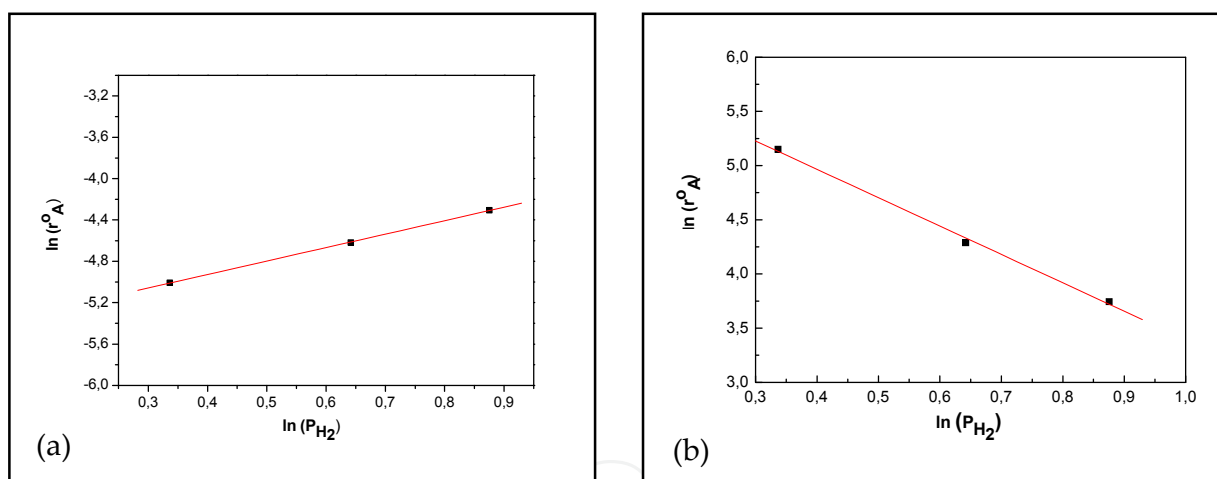 -3,2
-3,6
-4,0
-4,4
-4,8
-5,2
-5,6
-6,0
ln (r⁰A)
0,3 0,4 0,5 0,6 0,7 0,8 0,9
ln (PH2)
(a)
6,0
5,5
5,0
4,5
4,0
3,5
3,0
ln (r⁰A)
0,3 0,4 0,5 0,6 0,7 0,8 0,9 1,0
ln (PH2)
(b)